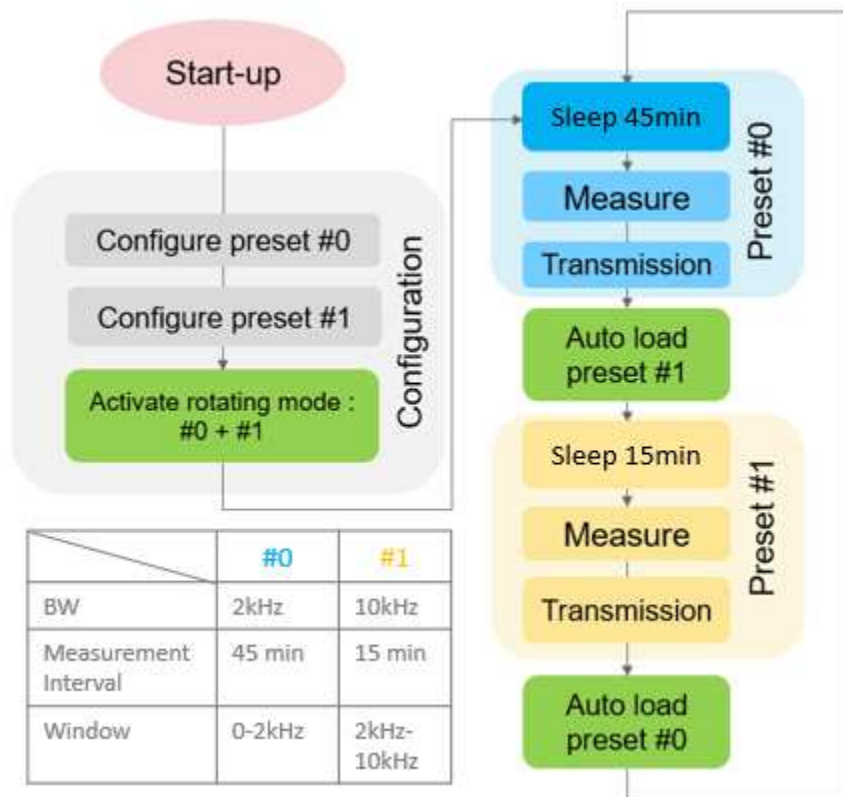 Start-up
Configure preset #0
Configure preset #1
Activate rotating mode :
#0 + #1
Configuration
Sleep 45min
Measure
Transmission
Preset #0
Auto load
preset #1
Sleep 15min
Measure
Transmission
Preset #1
Auto load
preset #0
#0 #1
BW 2kHz 10kHz
Measurement 45 min 15 min
Interval
Window 0-2kHz 2kHz-
10kHz